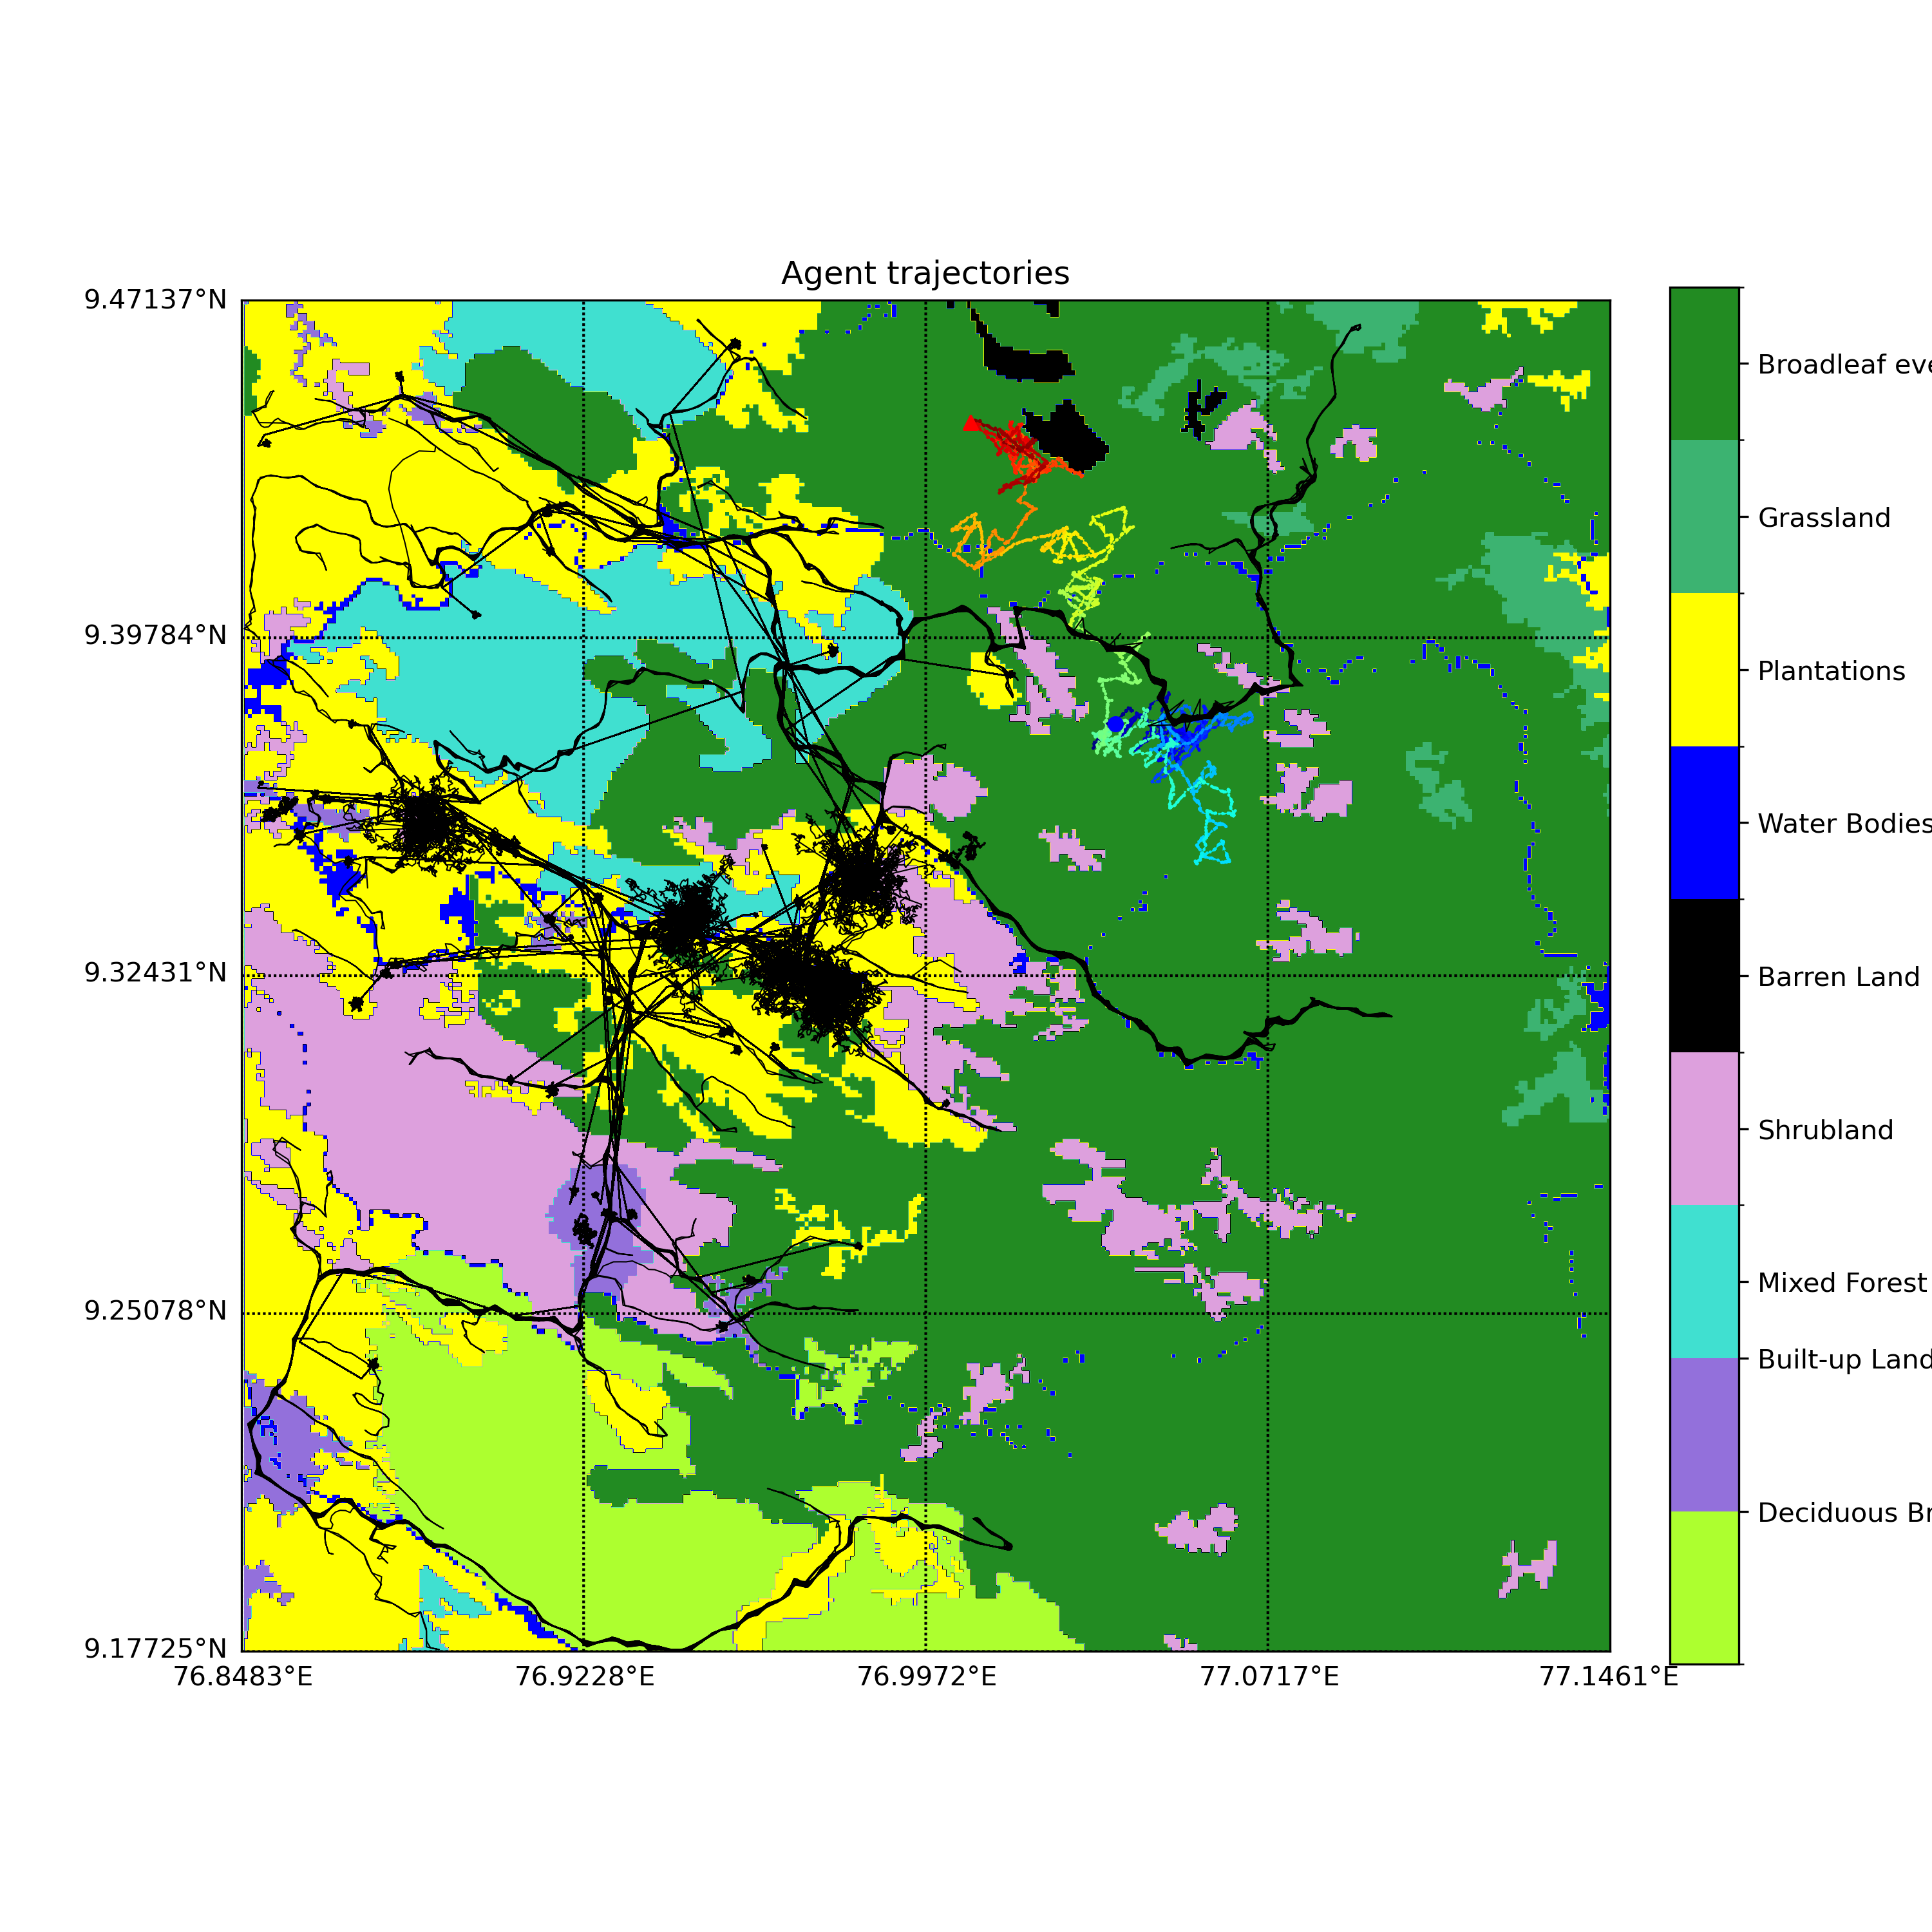 Agent trajectories
9.47137°N
9.39784°N
9.32431°N
9.25078°N
9.17725°N
76.8483°E
76.9228°E
76.9972°E
77.0717°E
77.1461°E
Broadleaf eve
Grassland
Plantations
Water Bodies
Barren Land
Shrubland
Mixed Forest
Built-up Land
Deciduous Br